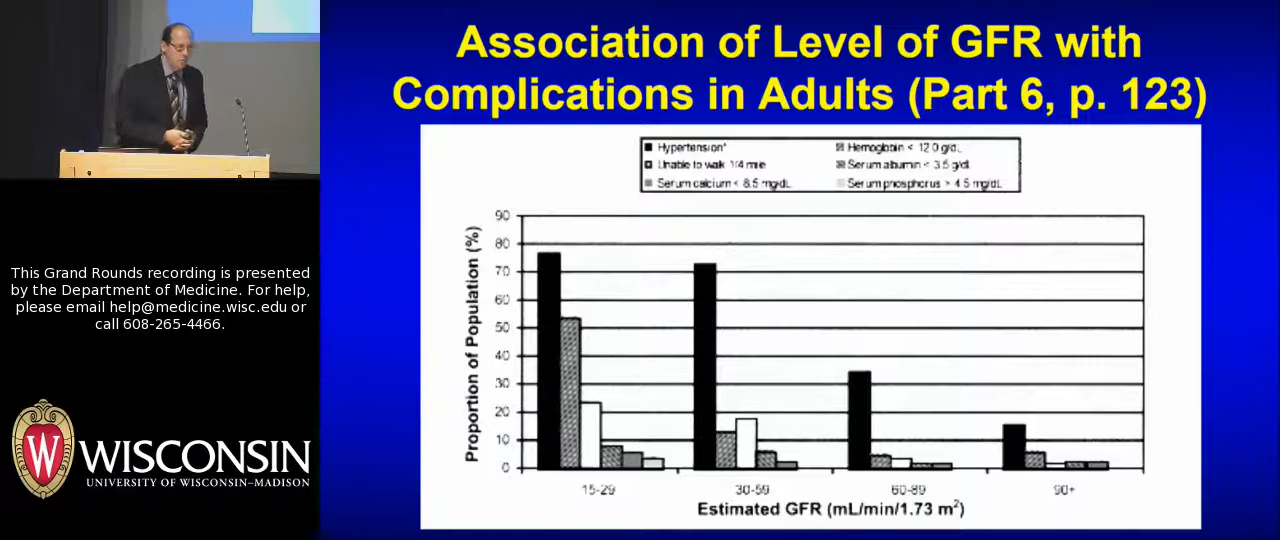 Association of Level of GFR with
Complications in Adults (Part 6, p. 123)
Hypertension*
Hemoglobin < 12.0 g/dL
Unable to walk 1/4 mile
Serum albumin < 3.5 g/dL
Serum calcium < 8.5 mg/dL
Serum phosphorus > 4.5 mg/dL
Proportion of Population (%)
90
80
70
60
50
40
30
20
10
0
15-29
30-59
60-89
90+
Estimated GFR (mL/min/1.73 m²)
This Grand Rounds recording is presented
by the Department of Medicine. For help,
please email help@medicine.wisc.edu or
call 608-265-4466.
W
WISCONSIN
UNIVERSITY OF WISCONSIN–MADISON